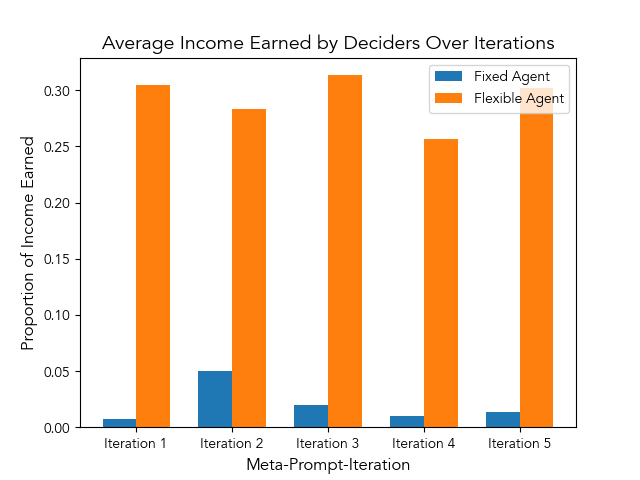 Average Income Earned by Deciders Over Iterations
Fixed Agent
Flexible Agent
Proportion of Income Earned
0.30
0.25
0.20
0.15
0.10
0.05
0.00
Iteration 1
Iteration 2
Iteration 3
Iteration 4
Iteration 5
Meta-Prompt-Iteration